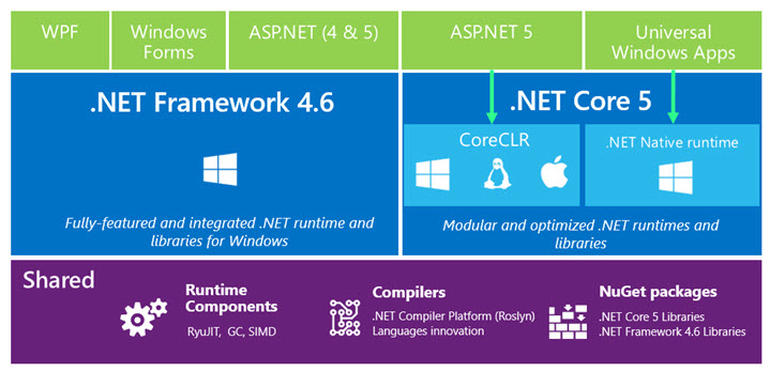 WPF
Windows
Forms
ASP.NET (4 & 5)
ASP.NET 5
Universal
Windows Apps
.NET Framework 4.6
Fully-featured and integrated .NET runtime and
libraries for Windows
.NET Core 5
CoreCLR
.NET Native runtime
Modular and optimized .NET runtimes and
libraries
Shared
Runtime
Components
RyuJIT, GC, SIMD
Compilers
.NET Compiler Platform (Roslyn)
Languages innovation
NuGet packages
.NET Core 5 Libraries
.NET Framework 4.6 Libraries